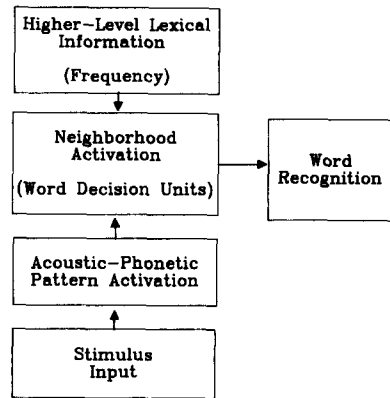 Higher-Level Lexical
Information
(Frequency)
Neighborhood
Activation
(Word Decision Units)
Word
Recognition
Acoustic-Phonetic
Pattern Activation
Stimulus
Input